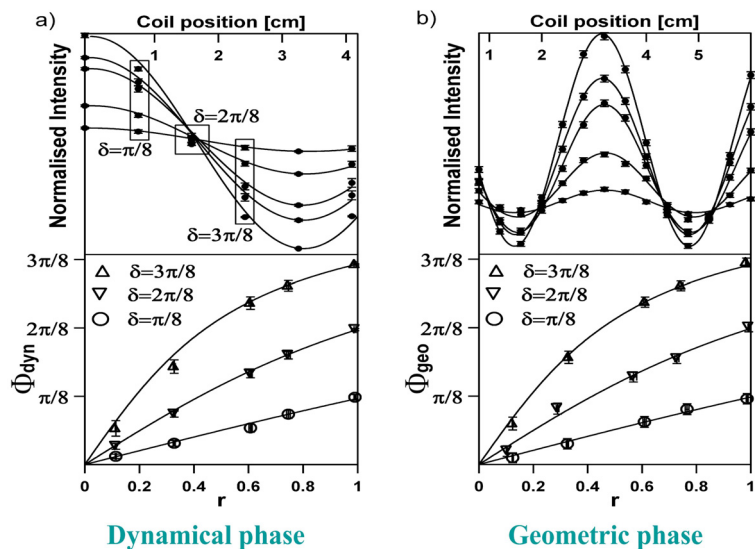 a)
Coil position [cm]
1 2 3 4
Normalised Intensity
δ=2π/8
δ=π/8
δ=3π/8
3π/8
2π/8
π/8
Φdyn
δ=3π/8
δ=2π/8
δ=π/8
0 0.2 0.4 0.6 0.8 1
r
Dynamical phase
b)
Coil position [cm]
1 2 3 4 5
Normalised Intensity
3π/8
2π/8
π/8
Φgeo
δ=3π/8
δ=2π/8
δ=π/8
0 0.2 0.4 0.6 0.8 1
r
Geometric phase